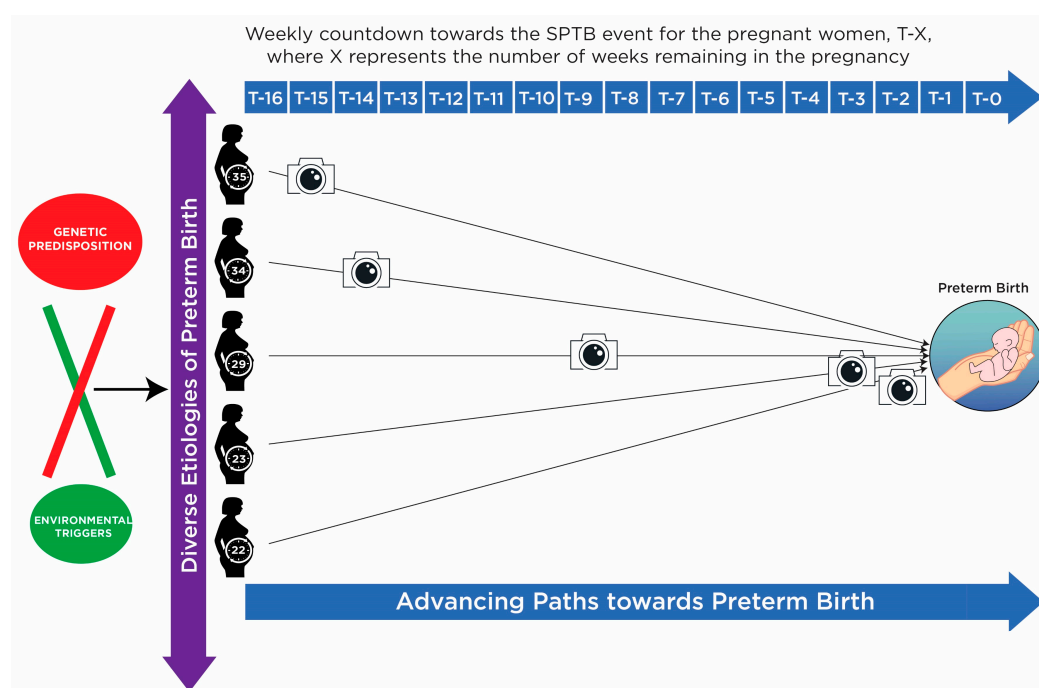 Weekly countdown towards the SPTB event for the pregnant women, T-X,
where X represents the number of weeks remaining in the pregnancy
T-16 T-15 T-14 T-13 T-12 T-11 T-10 T-9 T-8 T-7 T-6 T-5 T-4 T-3 T-2 T-1 T-0
35
GENETIC
PREDISPOSITION
34
Diverse Etiologies of Preterm Birth
Preterm Birth
29
23
ENVIRONMENTAL
TRIGGERS
22
Advancing Paths towards Preterm Birth